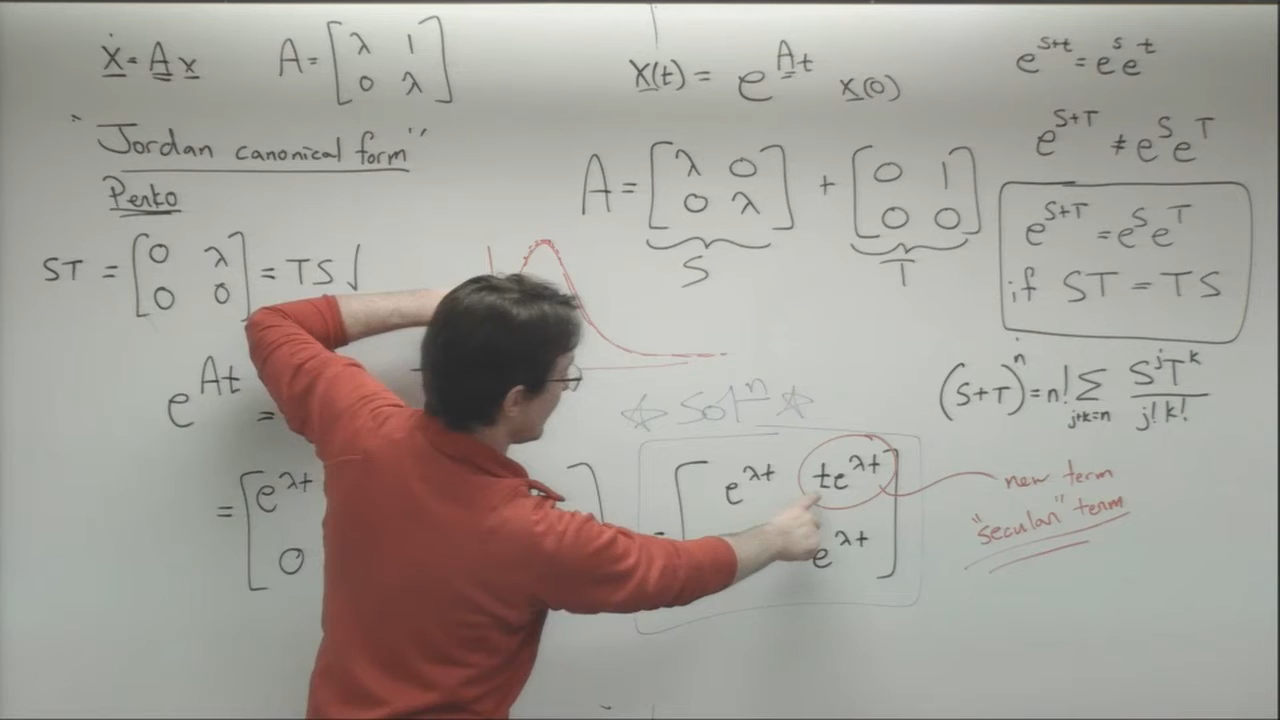 ẋ = A x
A = [λ 1; 0 λ]
"Jordan canonical form"
Perko
ST = [0 λ; 0 0] = TS ✓
e^{At}
=
= [e^{λt}
0
x(t) = e^{At} x(0)
A = [λ 0; 0 λ] + [0 1; 0 0]
S T
☆ Solⁿ ☆
= [e^{λt} te^{λt}
e^{λt}]
new term
"secular" term
e^{s+t} = e^s e^t
e^{S+T} ≠ e^S e^T
e^{S+T} = e^S e^T
if ST = TS
(S+T)^n = n! Σ_{j+k=n} S^j T^k / j! k!